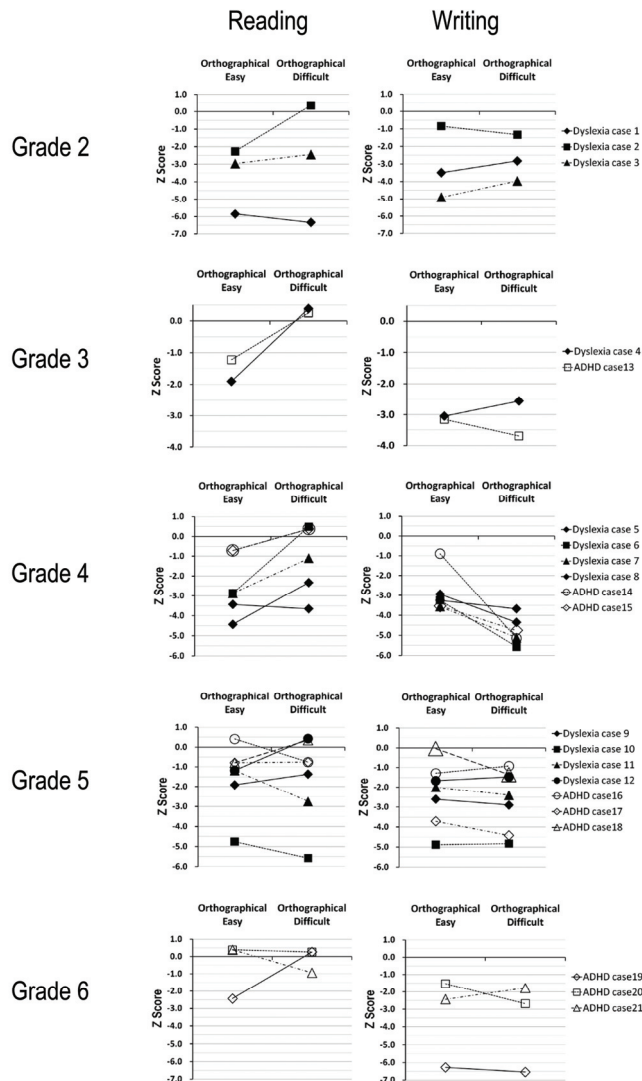 Reading Writing
Grade 2
Orthographical Easy Orthographical Difficult
Z Score
1.0
0.0
-1.0
-2.0
-3.0
-4.0
-5.0
-6.0
-7.0
Orthographical Easy Orthographical Difficult
Z Score
1.0
0.0
-1.0
-2.0
-3.0
-4.0
-5.0
-6.0
-7.0
Dyslexia case 1
Dyslexia case 2
Dyslexia case 3
Grade 3
Orthographical Easy Orthographical Difficult
Z Score
0.0
-1.0
-2.0
-3.0
-4.0
Orthographical Easy Orthographical Difficult
Z Score
0.0
-1.0
-2.0
-3.0
-4.0
Dyslexia case 4
ADHD case13
Grade 4
Orthographical Easy Orthographical Difficult
Z Score
1.0
0.0
-1.0
-2.0
-3.0
-4.0
-5.0
-6.0
Orthographical Easy Orthographical Difficult
Z Score
1.0
0.0
-1.0
-2.0
-3.0
-4.0
-5.0
-6.0
Dyslexia case 5
Dyslexia case 6
Dyslexia case 7
Dyslexia case 8
ADHD case14
ADHD case15
Grade 5
Orthographical Easy Orthographical Difficult
Z Score
1.0
0.0
-1.0
-2.0
-3.0
-4.0
-5.0
-6.0
Orthographical Easy Orthographical Difficult
Z Score
1.0
0.0
-1.0
-2.0
-3.0
-4.0
-5.0
-6.0
Dyslexia case 9
Dyslexia case 10
Dyslexia case 11
Dyslexia case 12
ADHD case16
ADHD case17
ADHD case18
Grade 6
Orthographical Easy Orthographical Difficult
Z Score
1.0
0.0
-1.0
-2.0
-3.0
-4.0
-5.0
-6.0
-7.0
Orthographical Easy Orthographical Difficult
Z Score
1.0
0.0
-1.0
-2.0
-3.0
-4.0
-5.0
-6.0
-7.0
ADHD case19
ADHD case20
ADHD case21